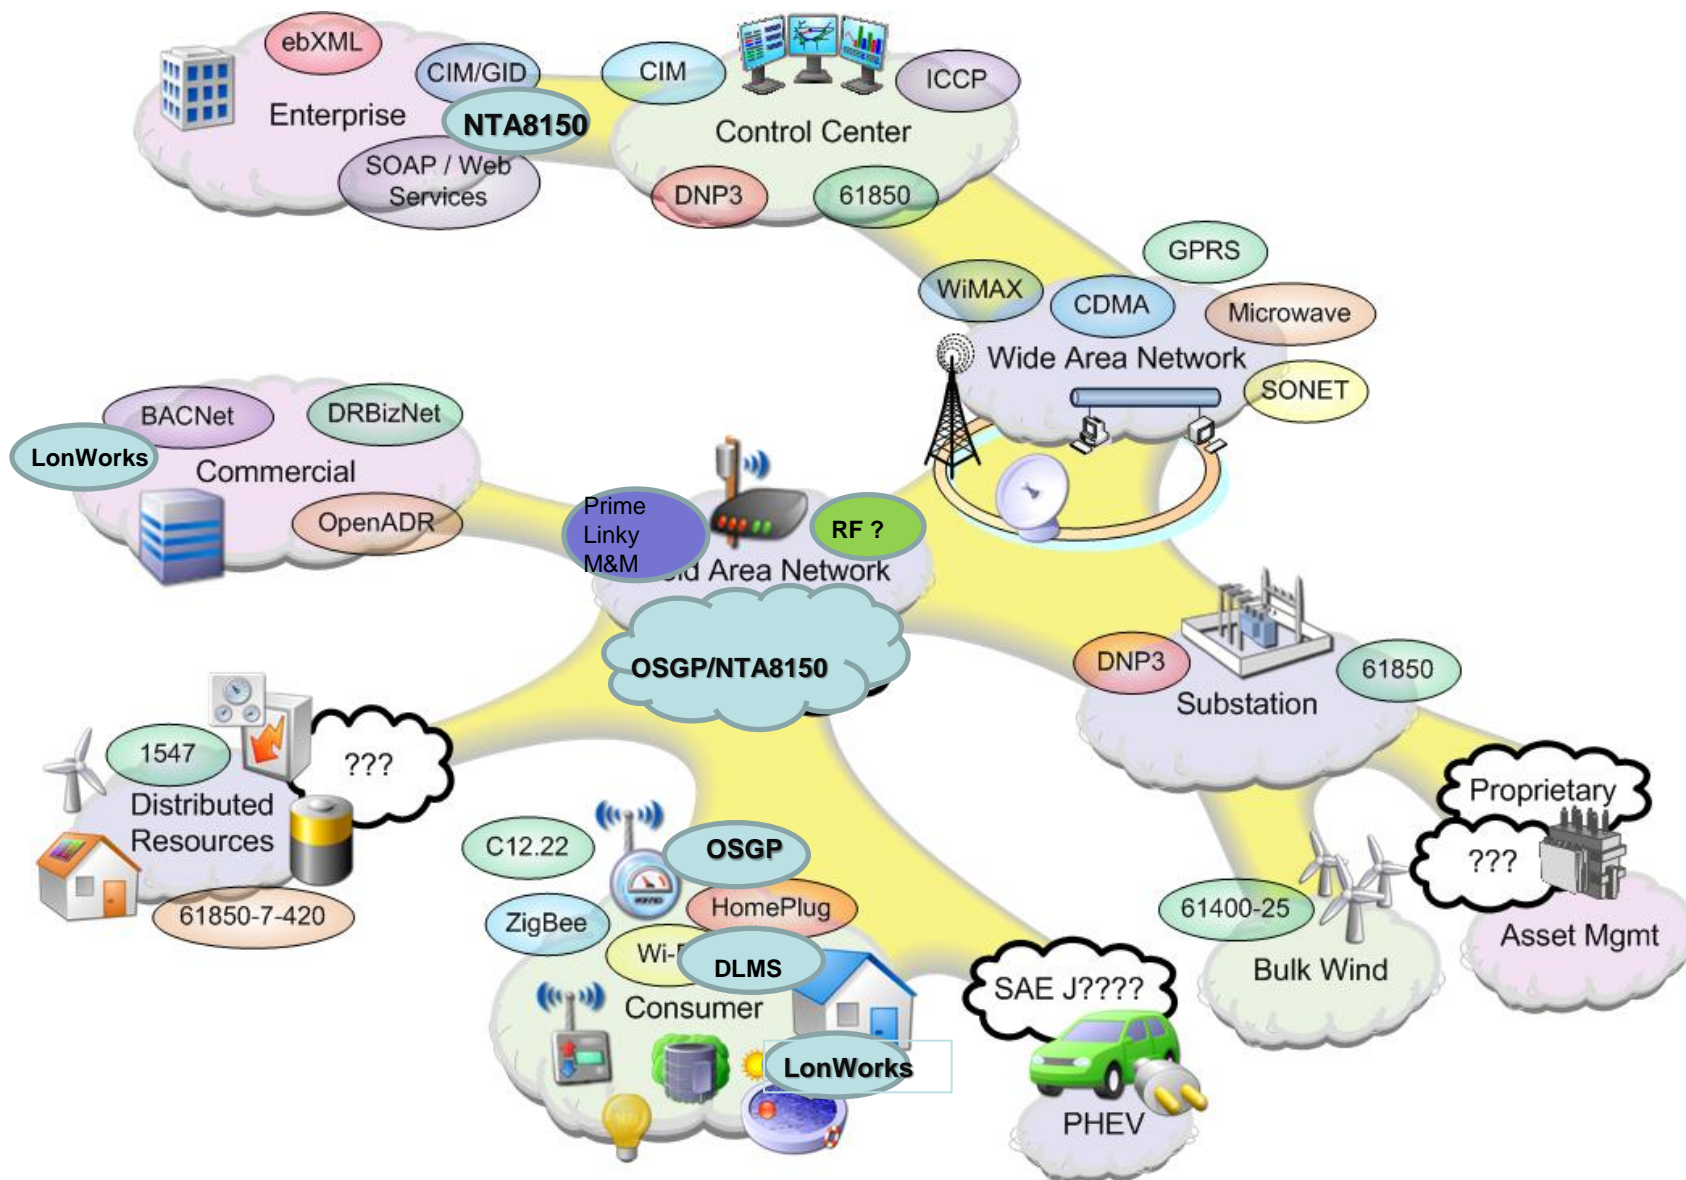 ebXML
CIM/GID
Enterprise
NTA8150
SOAP / Web
Services
CIM
ICCP
Control Center
DNP3
61850
GPRS
WiMAX
CDMA
Microwave
Wide Area Network
SONET
BACNet
DRBizNet
LonWorks
Commercial
OpenADR
Prime
Linky
M&M
RF ?
Area Network
OSGP/NTA8150
DNP3
61850
Substation
1547
???
Distributed
Resources
61850-7-420
C12.22
OSGP
ZigBee
HomePlug
Wi-
DLMS
Consumer
LonWorks
SAE J????
PHEV
61400-25
Bulk Wind
Proprietary
???
Asset Mgmt